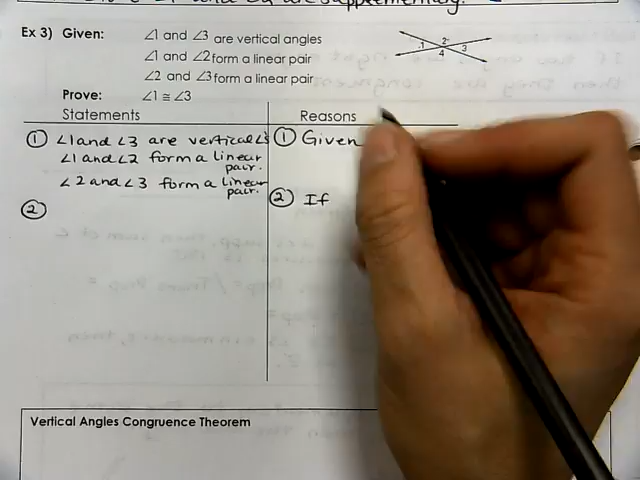 are supplementary.
Ex 3) Given: ∠1 and ∠3 are vertical angles
∠1 and ∠2 form a linear pair
∠2 and ∠3 form a linear pair
Prove: ∠1 ≅ ∠3
1 2 3 4
Statements Reasons
① ∠1 and ∠3 are vertical ∠'s ① Given
∠1 and ∠2 form a linear
pair.
∠2 and ∠3 form a linear
pair.
② ② If
Vertical Angles Congruence Theorem